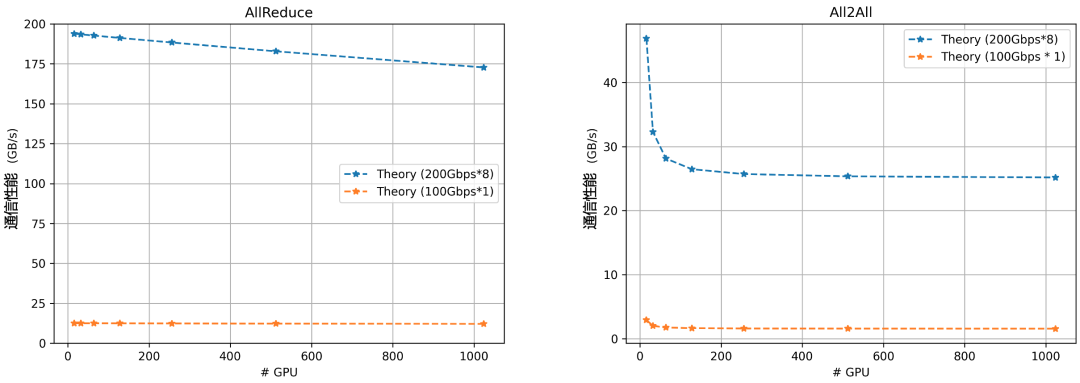 AllReduce
200
175
150
125
100
75
50
25
0
通信性能 (GB/s)
Theory (200Gbps*8)
Theory (100Gbps*1)
0
200
400
600
800
1000
# GPU
All2All
40
30
20
10
0
通信性能 (GB/s)
Theory (200Gbps*8)
Theory (100Gbps * 1)
0
200
400
600
800
1000
# GPU